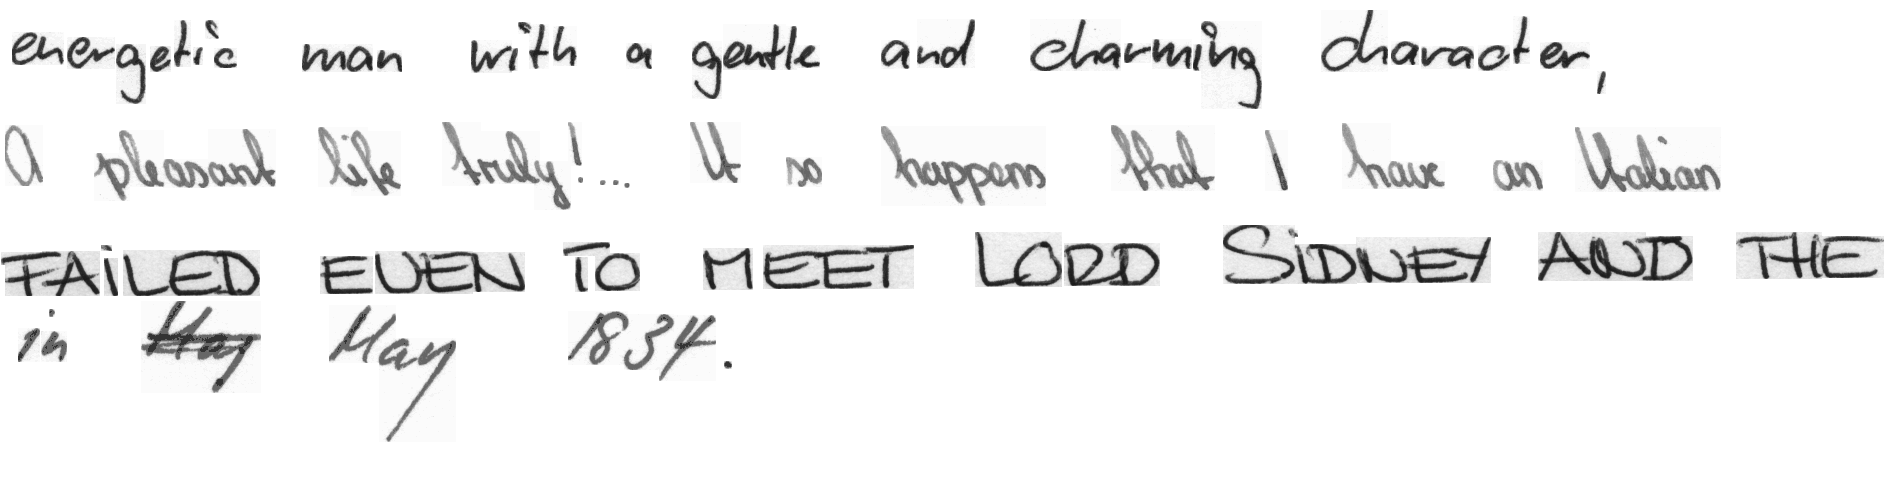 energetic man with a gentle and charming character,
A pleasant life truly!... It so happens that I have an Italian
FAILED EVEN TO MEET LORD SIDNEY AND THE
in May May 1834.